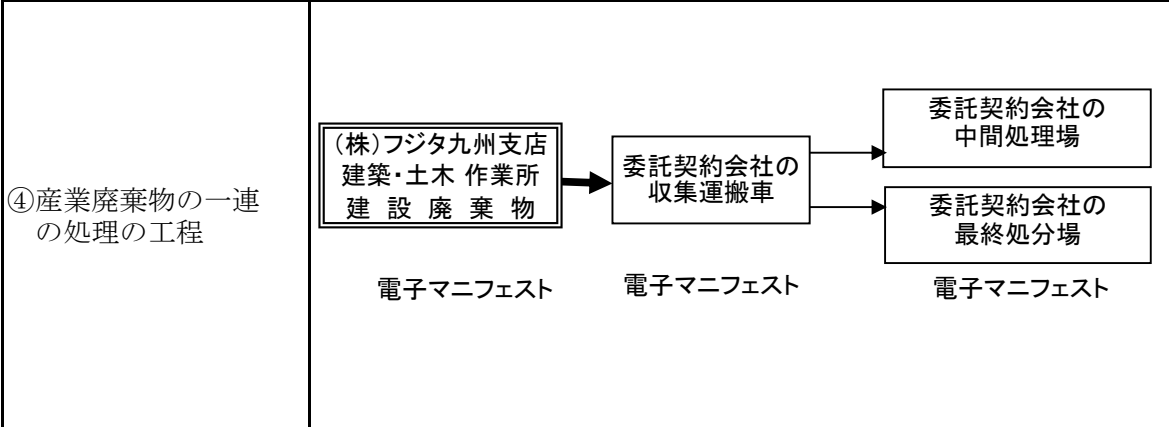 ④産業廃棄物の一連
の処理の工程
(株)フジタ九州支店
建築・土木 作業所
建 設 廃 棄 物
委託契約会社の
収集運搬車
委託契約会社の
中間処理場
委託契約会社の
最終処分場
電子マニフェスト
電子マニフェスト
電子マニフェスト